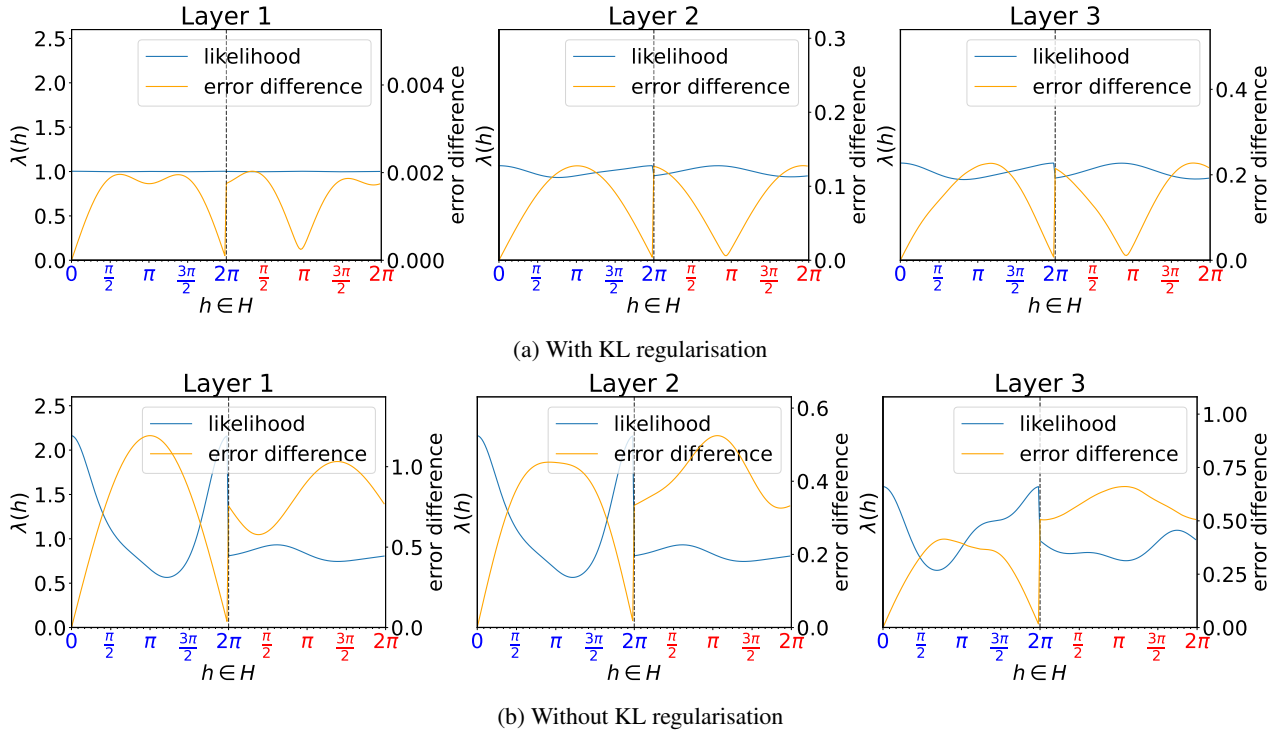 Layer 1 Layer 2 Layer 3
2.5
2.0
1.5
1.0
0.5
0.0
λ(h)
likelihood
error difference
0.004
0.002
0.000
error difference
0 π/2 π 3π/2 2π π/2 π 3π/2 2π
h ∈ H
λ(h)
likelihood
error difference
0.3
0.2
0.1
0.0
error difference
0 π/2 π 3π/2 2π π/2 π 3π/2 2π
h ∈ H
λ(h)
likelihood
error difference
0.4
0.2
0.0
error difference
0 π/2 π 3π/2 2π π/2 π 3π/2 2π
h ∈ H
(a) With KL regularisation
Layer 1 Layer 2 Layer 3
2.5
2.0
1.5
1.0
0.5
0.0
λ(h)
likelihood
error difference
1.0
0.5
0.0
error difference
0 π/2 π 3π/2 2π π/2 π 3π/2 2π
h ∈ H
λ(h)
likelihood
error difference
0.6
0.4
0.2
0.0
error difference
0 π/2 π 3π/2 2π π/2 π 3π/2 2π
h ∈ H
λ(h)
likelihood
error difference
1.00
0.75
0.50
0.25
0.00
error difference
0 π/2 π 3π/2 2π π/2 π 3π/2 2π
h ∈ H
(b) Without KL regularisation